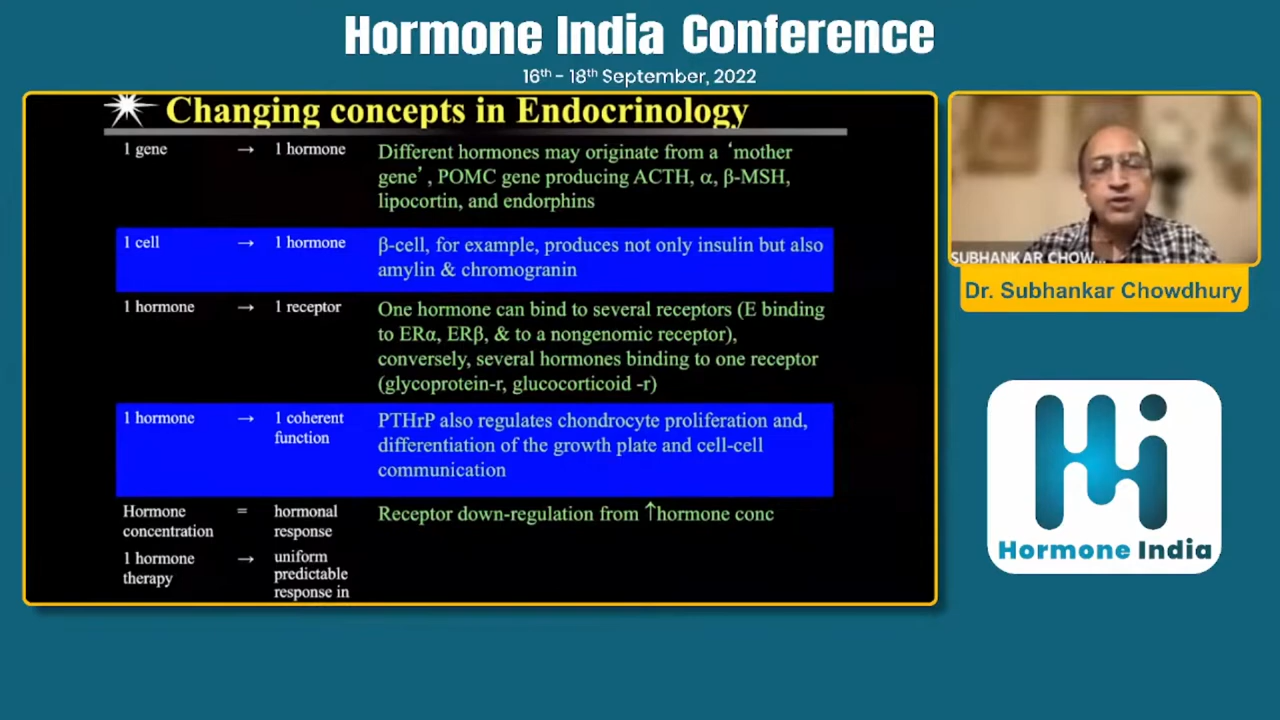 Hormone India Conference
16th - 18th September, 2022
Changing concepts in Endocrinology
1 gene → 1 hormone
Different hormones may originate from a ‘mother
gene’, POMC gene producing ACTH, α, β-MSH,
lipocortin, and endorphins
1 cell → 1 hormone
β-cell, for example, produces not only insulin but also
amylin & chromogranin
1 hormone → 1 receptor
One hormone can bind to several receptors (E binding
to ERα, ERβ, & to a nongenomic receptor),
conversely, several hormones binding to one receptor
(glycoprotein-r, glucocorticoid -r)
1 hormone → 1 coherent
function
PTHrP also regulates chondrocyte proliferation and,
differentiation of the growth plate and cell-cell
communication
Hormone = hormonal
concentration response
Receptor down-regulation from ↑hormone conc
1 hormone → uniform
therapy predictable
response in
SUBHANKAR CHOW...
Dr. Subhankar Chowdhury
Hi
Hormone India